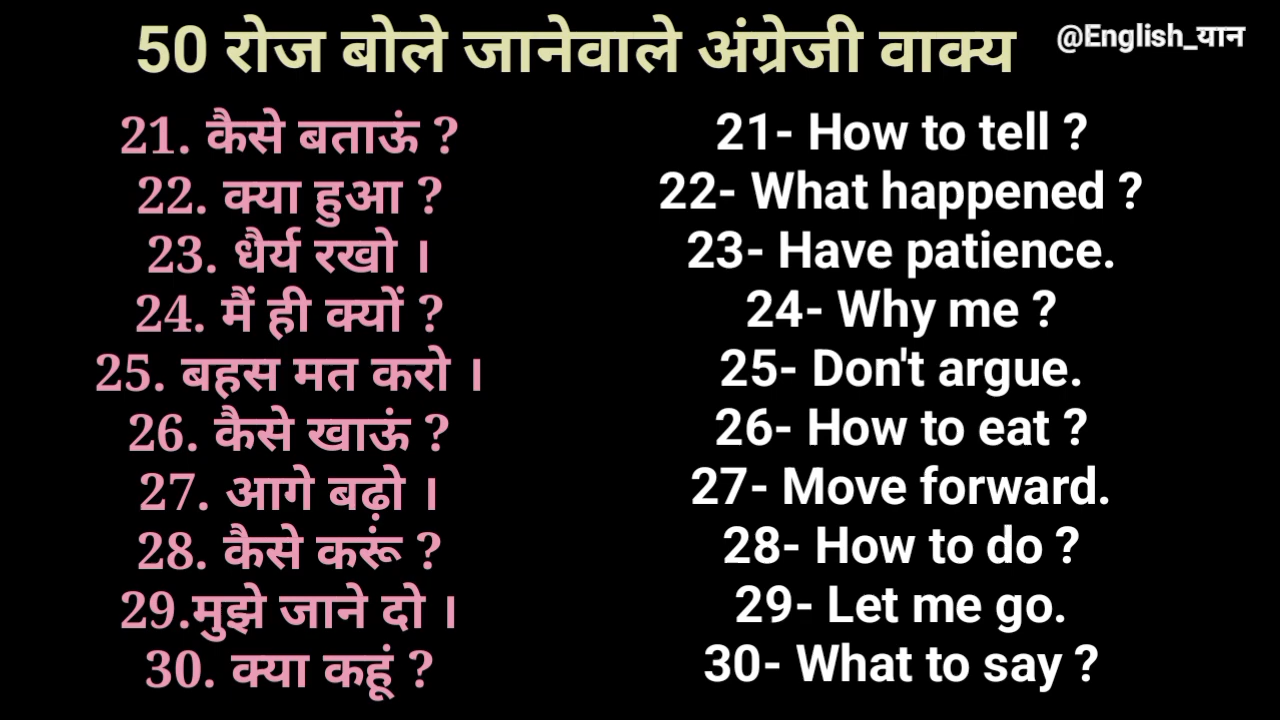 50 रोज बोले जानेवाले अंग्रेजी वाक्य
@English_यान
21. कैसे बताऊं ?
22. क्या हुआ ?
23. धैर्य रखो ।
24. मैं ही क्यों ?
25. बहस मत करो ।
26. कैसे खाऊं ?
27. आगे बढ़ो ।
28. कैसे करूं ?
29.मुझे जाने दो ।
30. क्या कहूं ?
21- How to tell ?
22- What happened ?
23- Have patience.
24- Why me ?
25- Don't argue.
26- How to eat ?
27- Move forward.
28- How to do ?
29- Let me go.
30- What to say ?